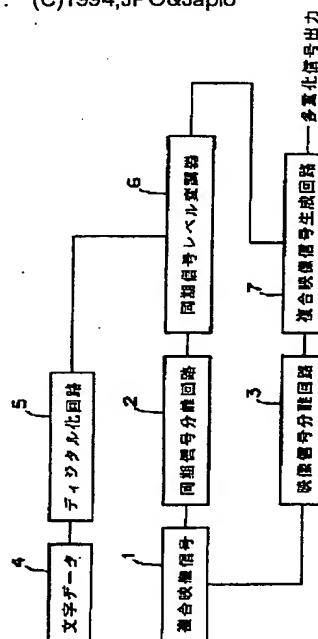 (C)1994,JPO&Japio
4
文字データ
5
ディジタル化回路
1
複合映像信号
2
同期信号分離回路
6
同期信号レベル変調器
3
映像信号分離回路
7
複合映像信号生成回路
多重化信号出力